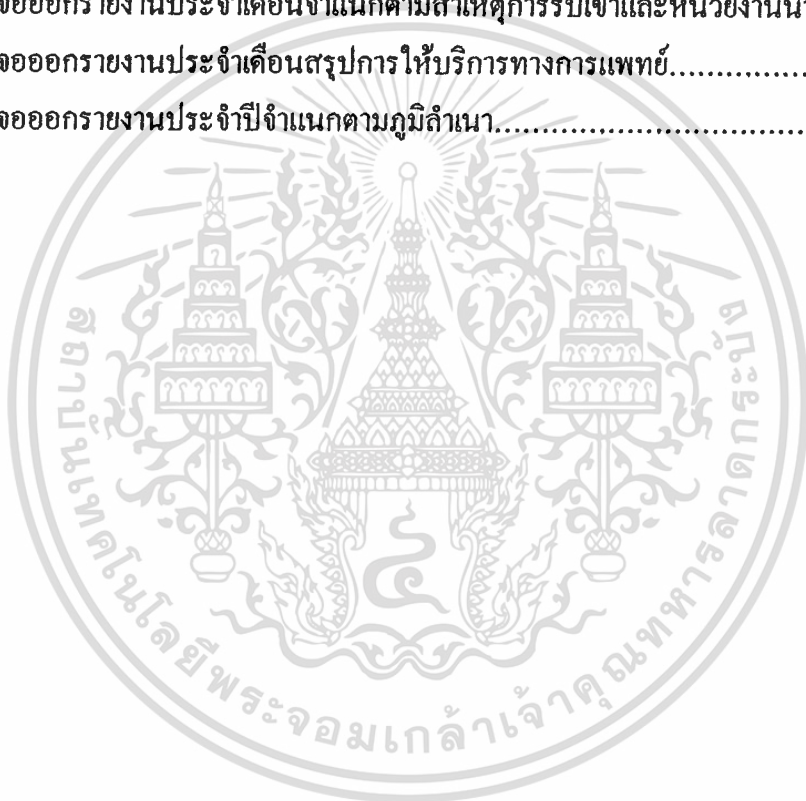 จอออกรายงานประจำเดือนจำแนกตามสาเหตุการรับเข้าและหน่วยงานนำ
จอออกรายงานประจำเดือนสรุปการให้บริการทางการแพทย์................
จอออกรายงานประจำปีจำแนกตามภูมิลำเนา...................................
สถาบันเทคโนโลยีพระจอมเกล้าเจ้าคุณทหารลาดกระบัง